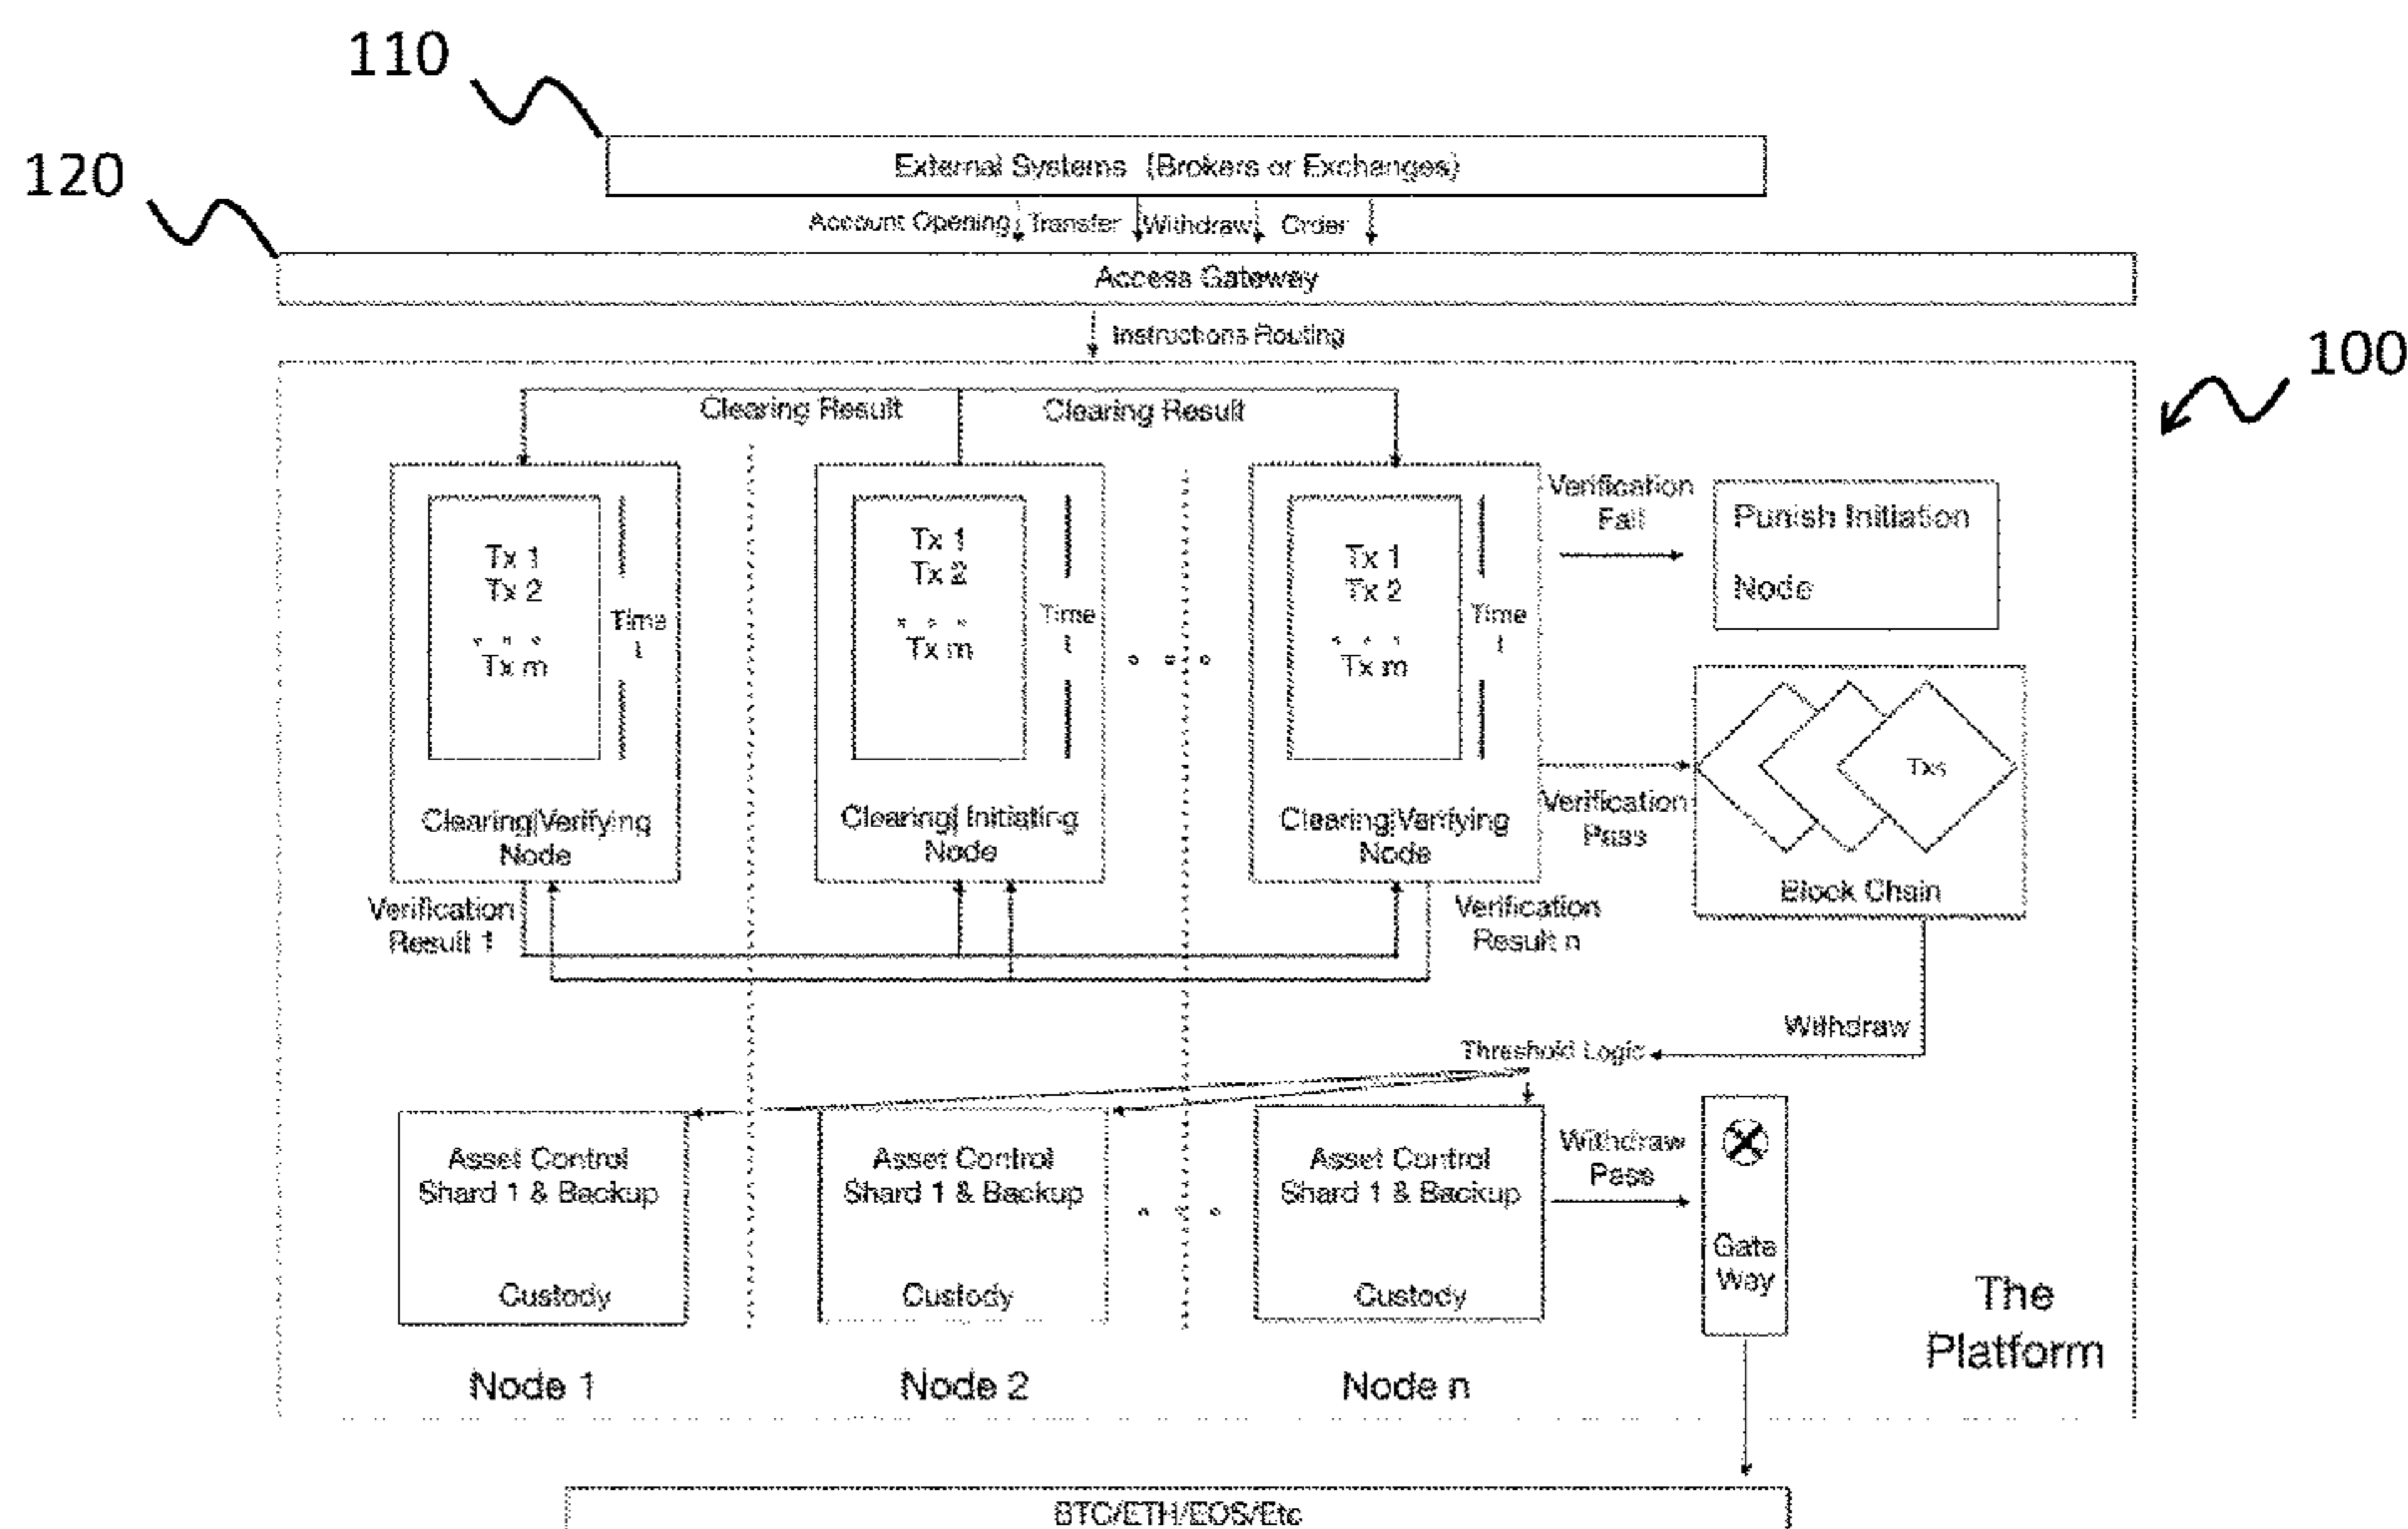 110
External Systems (Brokers or Exchanges)
120
Account Opening Transfer Withdraw Order
Access Gateway
Instructions Routing
100
Clearing Result
Clearing Result
Tx 1
Tx 2
. . .
Tx m
Time
t
Clearing|Verifying
Node
Tx 1
Tx 2
. . .
Tx m
Time
t
Clearing| Initiating
Node
. . .
Tx 1
Tx 2
. . .
Tx m
Time
t
Clearing|Verifying
Node
Verification
Fail
Punish Initiation
Node
Verification
Pass
Txs
Block Chain
Verification
Result 1
Verification
Result n
Withdraw
Threshold Logic
Asset Control
Shard 1 & Backup
Custody
Asset Control
Shard 1 & Backup
Custody
. . .
Asset Control
Shard 1 & Backup
Custody
Withdraw
Pass
Gate
Way
The
Platform
Node 1
Node 2
Node n
BTC/ETH/EOS/Etc